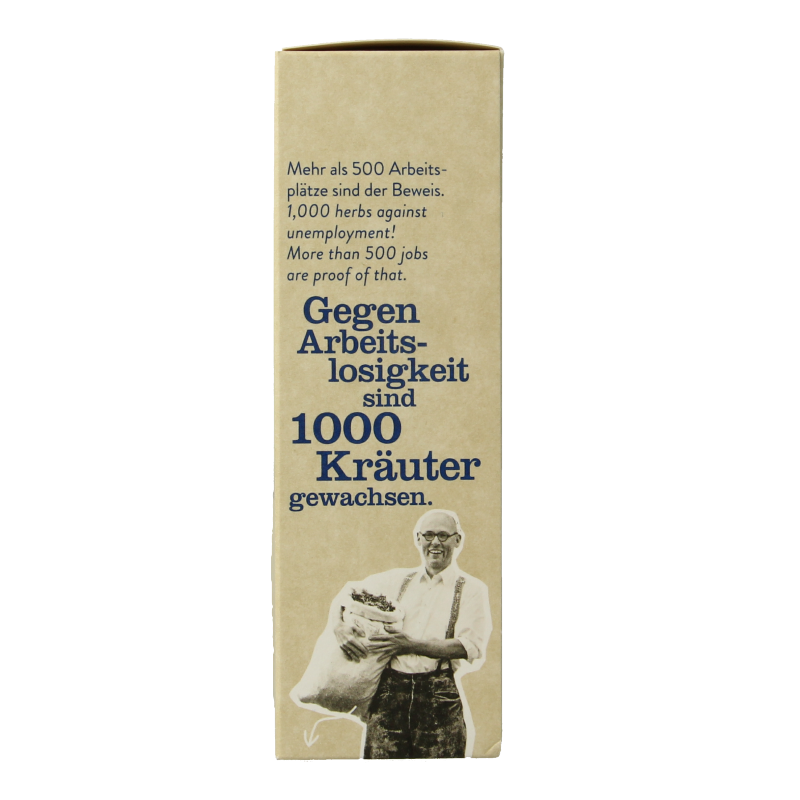 Mehr als 500 Arbeits-
plätze sind der Beweis.
1,000 herbs against
unemployment!
More than 500 jobs
are proof of that.
Gegen
Arbeits-
losigkeit
sind
1000
Kräuter
gewachsen.